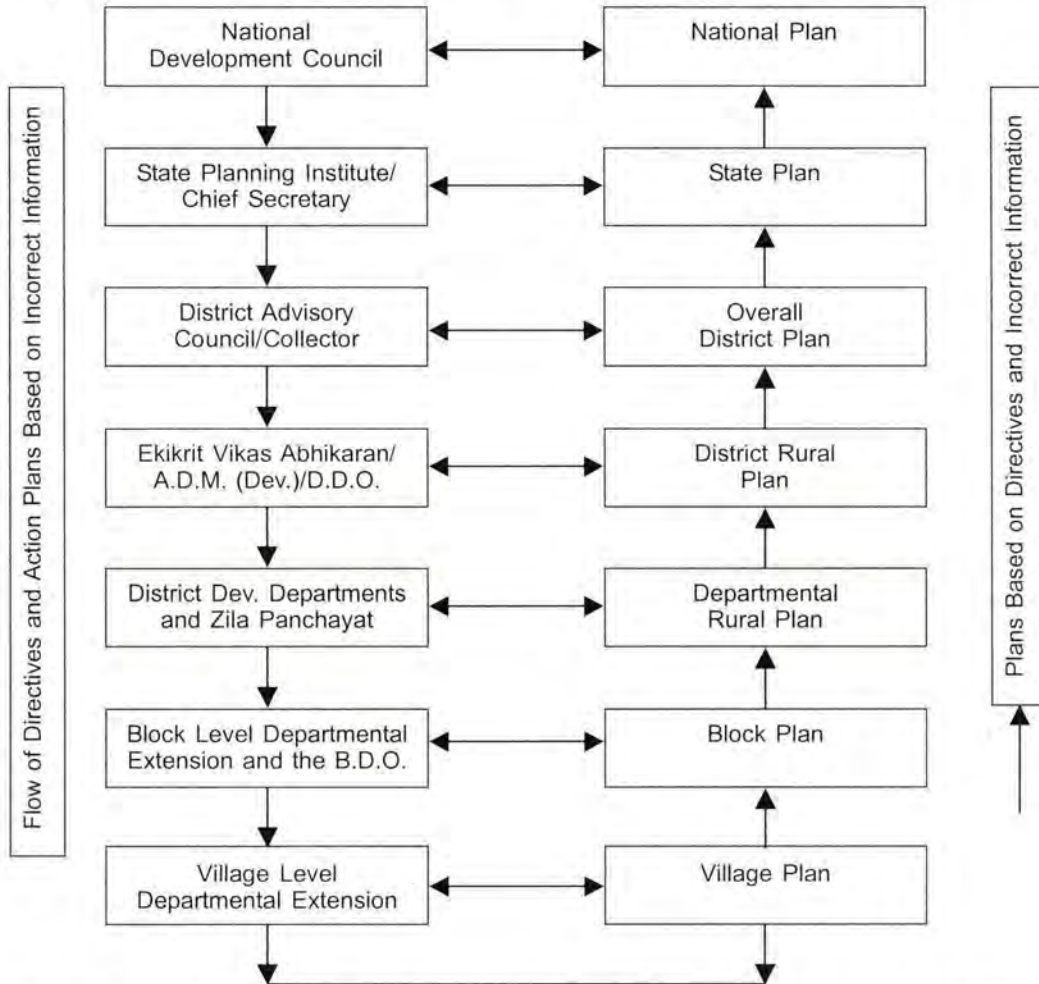 Flow of Directives and Action Plans Based on Incorrect Information
National
Development Council
National Plan
State Planning Institute/
Chief Secretary
State Plan
District Advisory
Council/Collector
Overall
District Plan
Ekikrit Vikas Abhikaran/
A.D.M. (Dev.)/D.D.O.
District Rural
Plan
District Dev. Departments
and Zila Panchayat
Departmental
Rural Plan
Block Level Departmental
Extension and the B.D.O.
Block Plan
Village Level
Departmental Extension
Village Plan
Plans Based on Directives and Incorrect Information